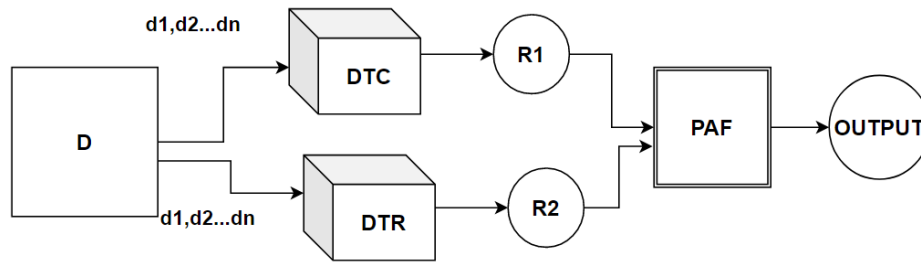 d1,d2...dn
D
DTC
R1
PAF
OUTPUT
d1,d2...dn
DTR
R2